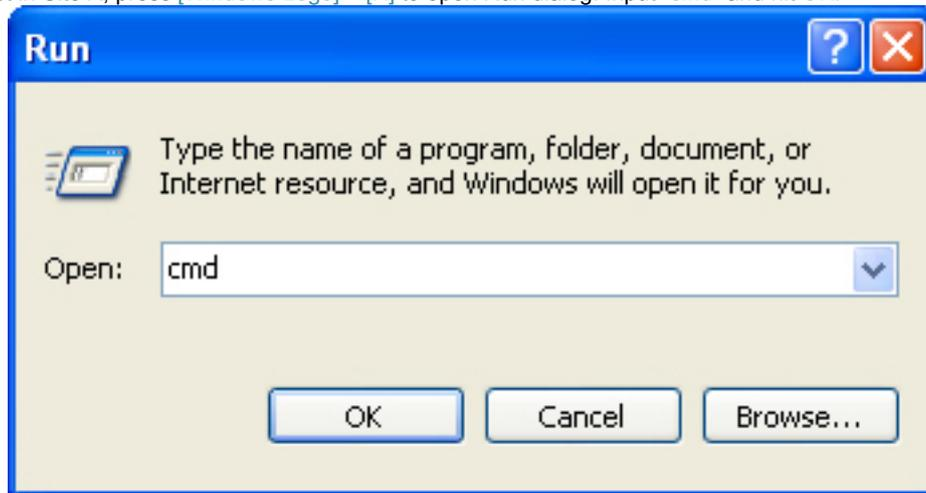 Run
Type the name of a program, folder, document, or
Internet resource, and Windows will open it for you.
Open: cmd
OK Cancel Browse...